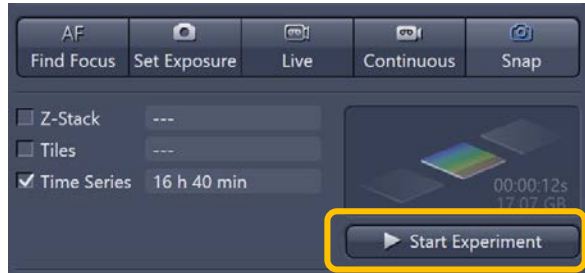 AF
Find Focus Set Exposure Live Continuous Snap
Z-Stack ---
Tiles ---
Time Series 16 h 40 min
00:00:12s
17.07 GB
Start Experiment